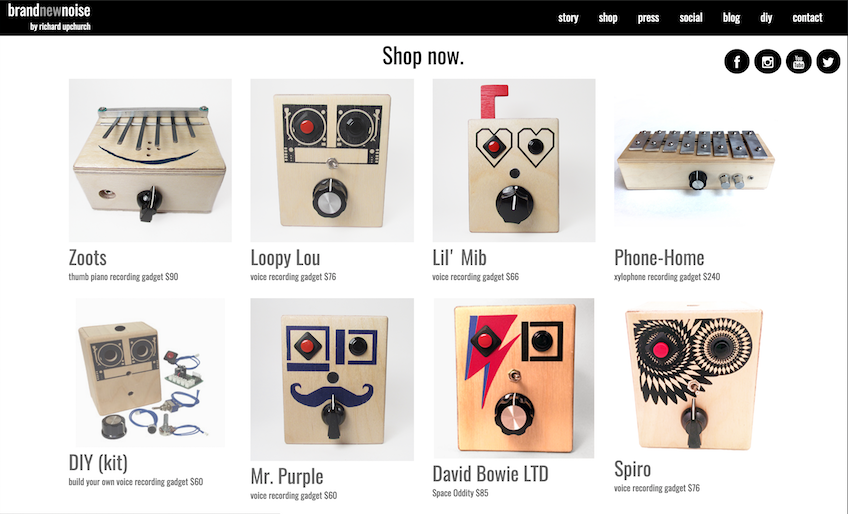 brandnewnoise
by richard upchurch
story shop press social blog diy contact
Shop now.
You
Tube
Zoots
thumb piano recording gadget $90
Loopy Lou
voice recording gadget $76
Lil' Mib
voice recording gadget $66
Phone-Home
xylophone recording gadget $240
DIY (kit)
build your own voice recording gadget $60
Mr. Purple
voice recording gadget $60
David Bowie LTD
Space Oddity $85
Spiro
voice recording gadget $76